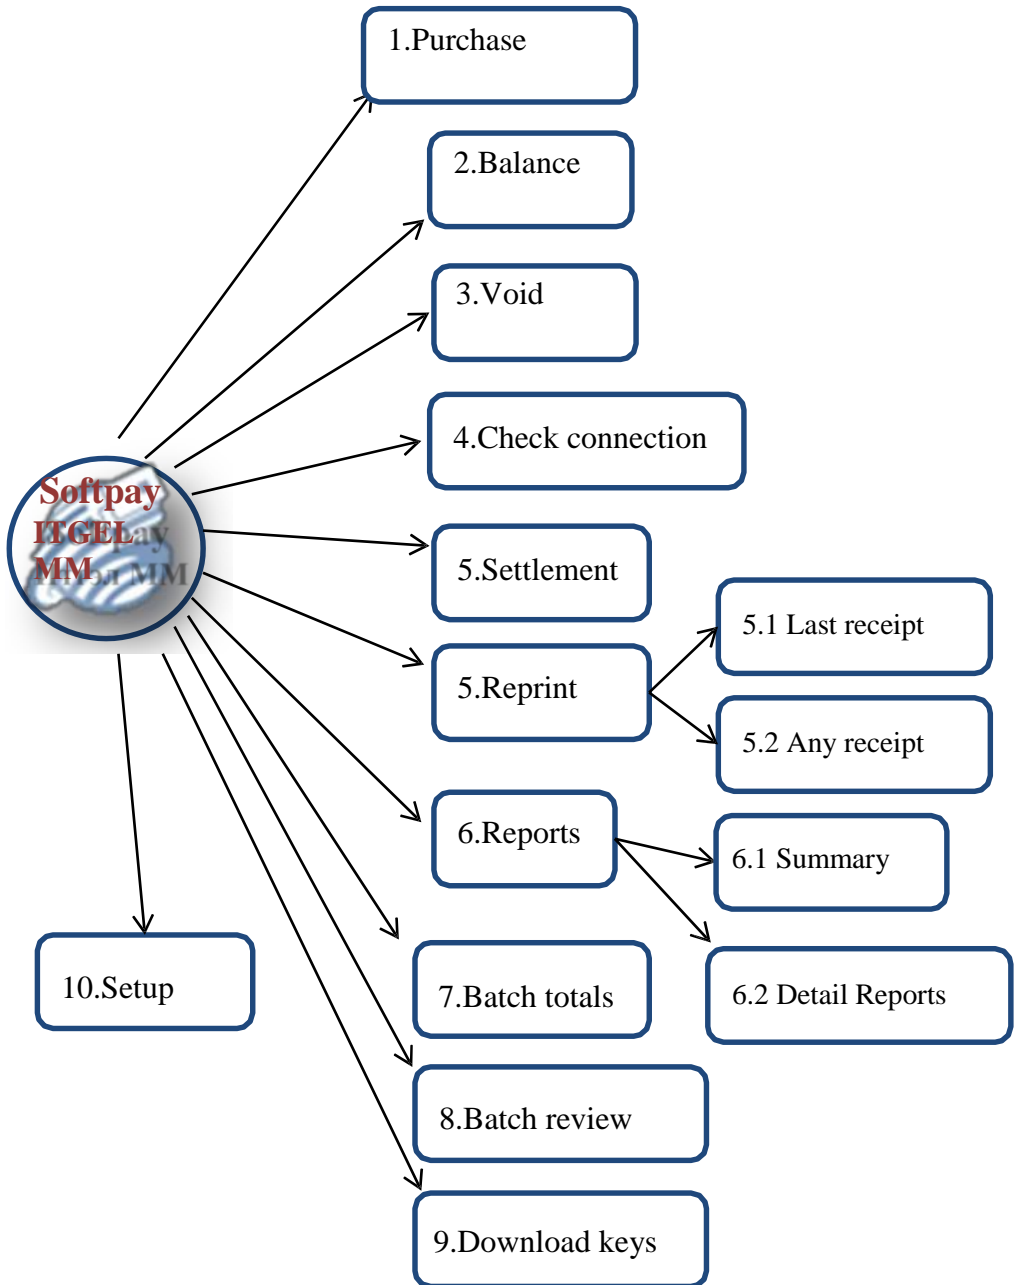 1.Purchase
2.Balance
3.Void
4.Check connection
Softpay
ITGEL
MM
5.Settlement
5.1 Last receipt
5.Reprint
5.2 Any receipt
6.Reports
6.1 Summary
10.Setup
7.Batch totals
6.2 Detail Reports
8.Batch review
9.Download keys